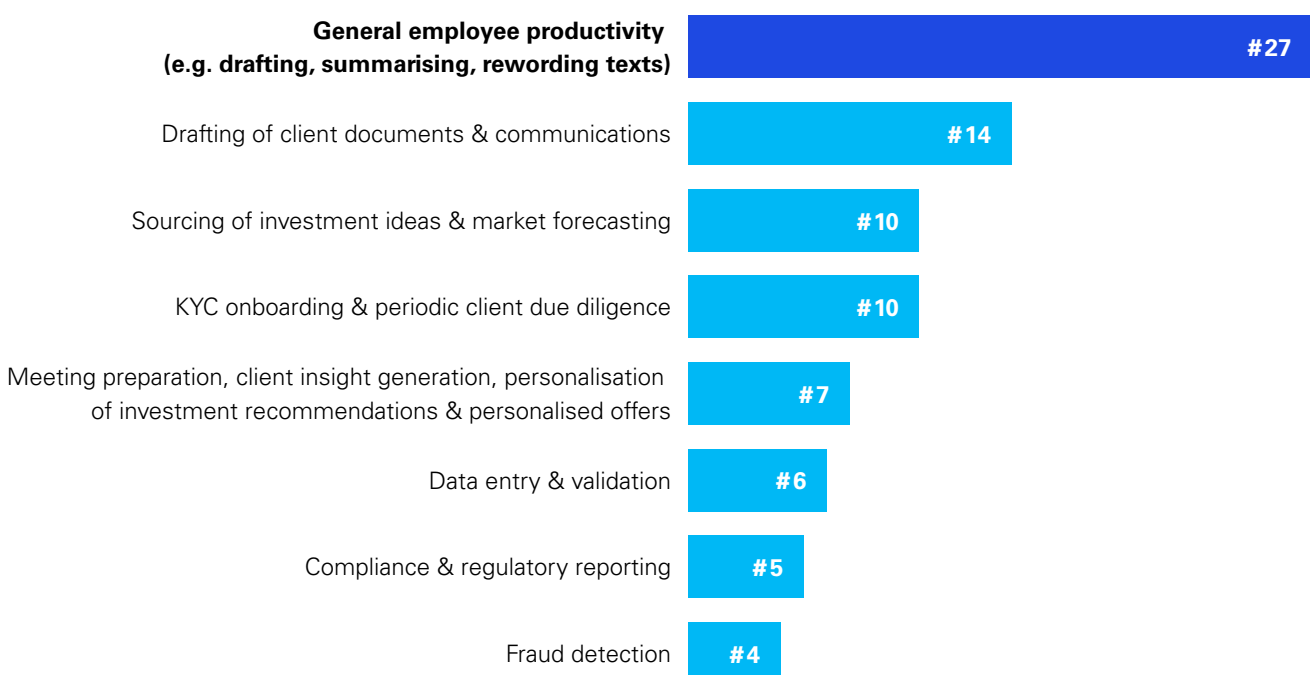 General employee productivity
(e.g. drafting, summarising, rewording texts)
#27
Drafting of client documents & communications
#14
Sourcing of investment ideas & market forecasting
#10
KYC onboarding & periodic client due diligence
#10
Meeting preparation, client insight generation, personalisation
of investment recommendations & personalised offers
#7
Data entry & validation
#6
Compliance & regulatory reporting
#5
Fraud detection
#4